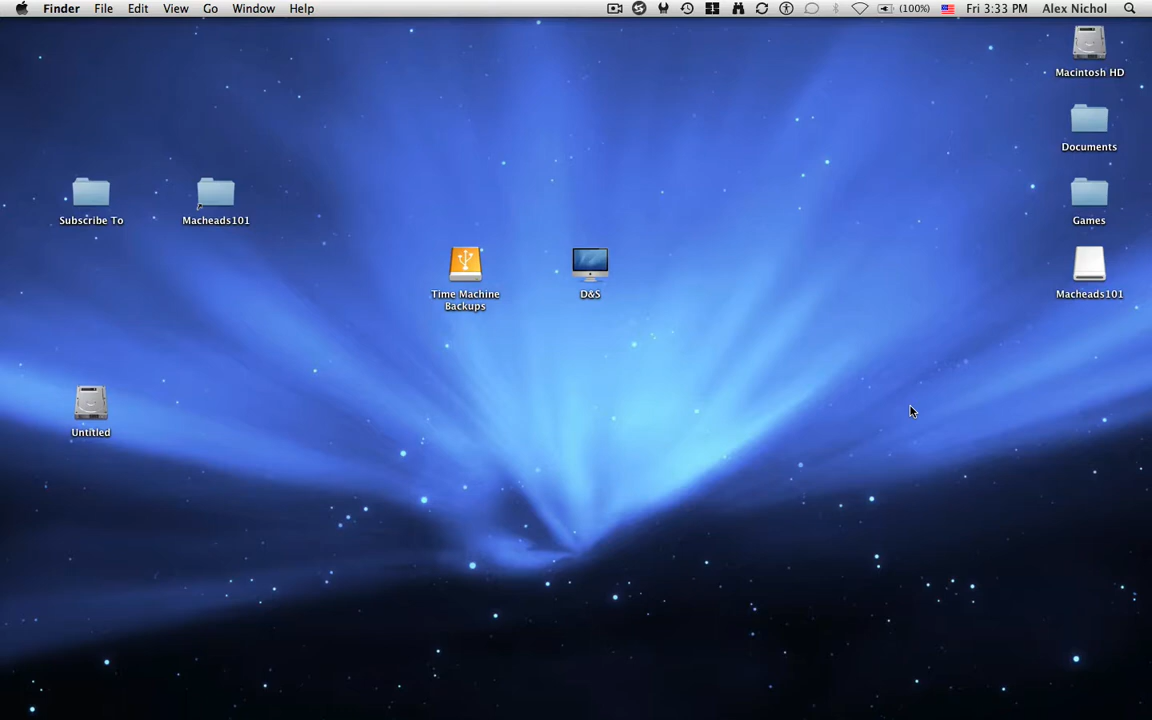 Finder File Edit View Go Window Help (100%) Fri 3:33 PM Alex Nichol
Macintosh HD
Documents
Subscribe To
Macheads101
Games
Time Machine
Backups
D&S
Macheads101
Untitled